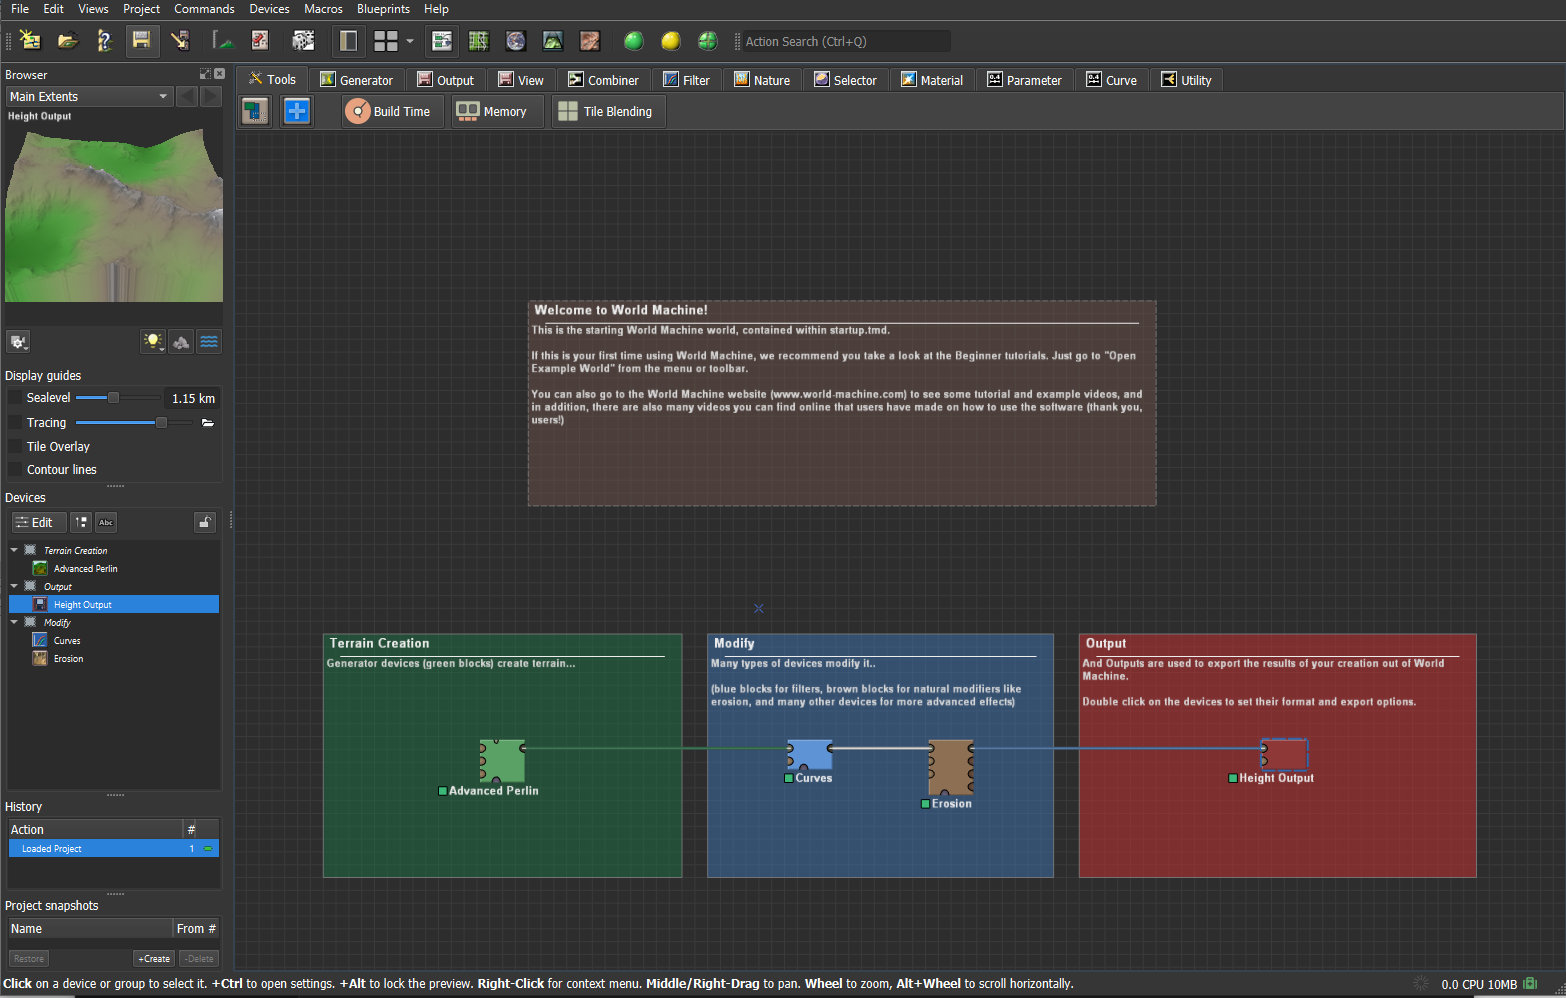 File Edit Views Project Commands Devices Macros Blueprints Help
Action Search (Ctrl+Q)
Browser
Main Extents
Height Output
Tools Generator Output View Combiner Filter Nature Selector Material Parameter Curve Utility
Build Time Memory Tile Blending
Display guides
Sealevel 1.15 km
Tracing
Tile Overlay
Contour lines
Devices
Edit Abc
Terrain Creation
Advanced Perlin
Output
Height Output
Modify
Curves
Erosion
History
Action #
Loaded Project 1
Project snapshots
Name From #
Restore +Create -Delete
Welcome to World Machine!
This is the starting World Machine world, contained within startup.tmd.
If this is your first time using World Machine, we recommend you take a look at the Beginner tutorials. Just go to "Open
Example World" from the menu or toolbar.
You can also go to the World Machine website (www.world-machine.com) to see some tutorial and example videos, and
in addition, there are also many videos you can find online that users have made on how to use the software (thank you,
users!)
Terrain Creation
Generator devices (green blocks) create terrain...
Advanced Perlin
Modify
Many types of devices modify it..
(blue blocks for filters, brown blocks for natural modifiers like
erosion, and many other devices for more advanced effects)
Curves
Erosion
Output
And Outputs are used to export the results of your creation out of World
Machine.
Double click on the devices to set their format and export options.
Height Output
Click on a device or group to select it. +Ctrl to open settings. +Alt to lock the preview. Right-Click for context menu. Middle/Right-Drag to pan. Wheel to zoom, Alt+Wheel to scroll horizontally.
0.0 CPU 10MB